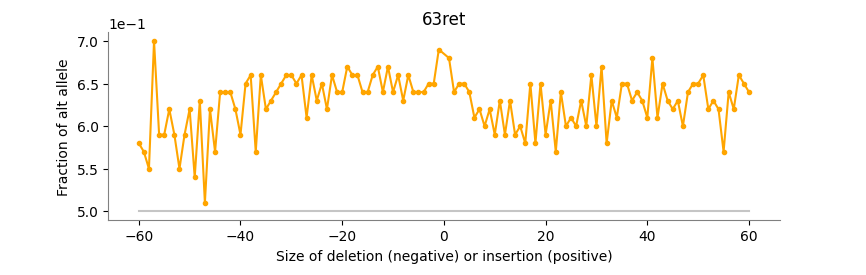 63ret
1e−1
7.0
6.5
6.0
5.5
5.0
Fraction of alt allele
−60 −40 −20 0 20 40 60
Size of deletion (negative) or insertion (positive)